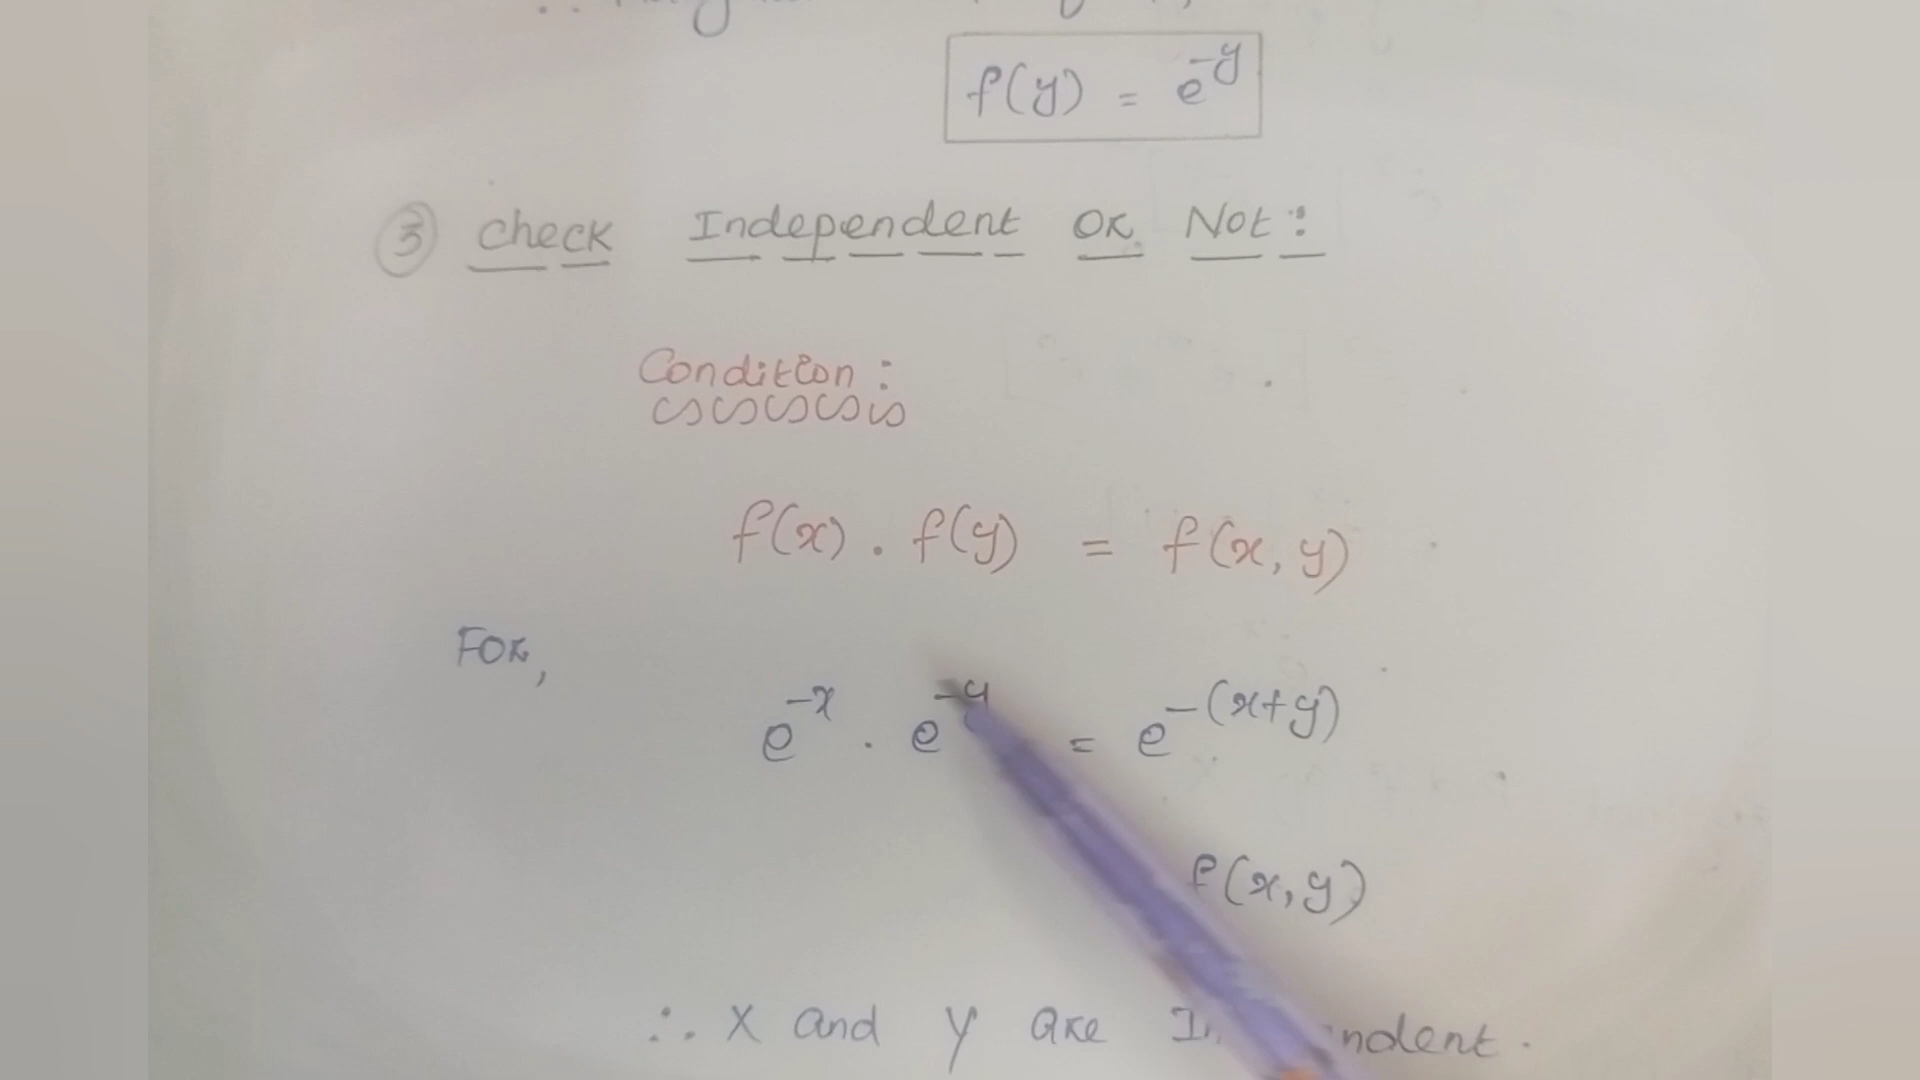 f(y) = e^-y
③ Check Independent or Not:
Condition:
f(x) . f(y) = f(x, y)
For,
e^-x . e^-y = e^-(x+y)
f(x,y)
∴ X and Y are